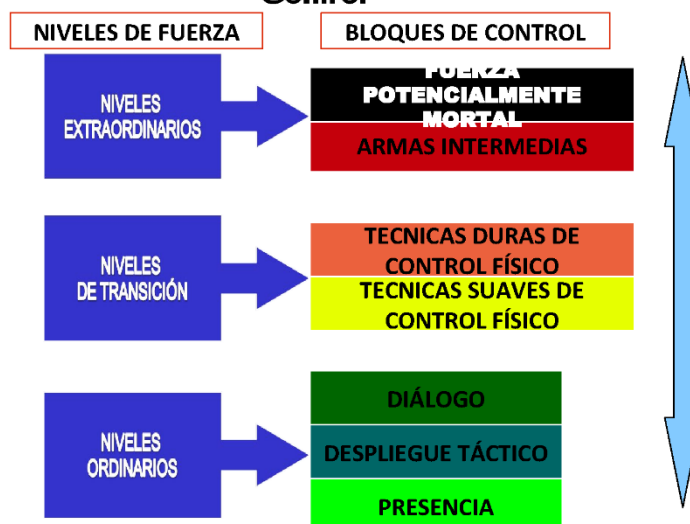 Control
NIVELES DE FUERZA
BLOQUES DE CONTROL
NIVELES
EXTRAORDINARIOS
FUERZA
POTENCIALMENTE
MORTAL
ARMAS INTERMEDIAS
NIVELES
DE TRANSICIÓN
TECNICAS DURAS DE
CONTROL FÍSICO
TECNICAS SUAVES DE
CONTROL FÍSICO
NIVELES
ORDINARIOS
DIÁLOGO
DESPLIEGUE TÁCTICO
PRESENCIA